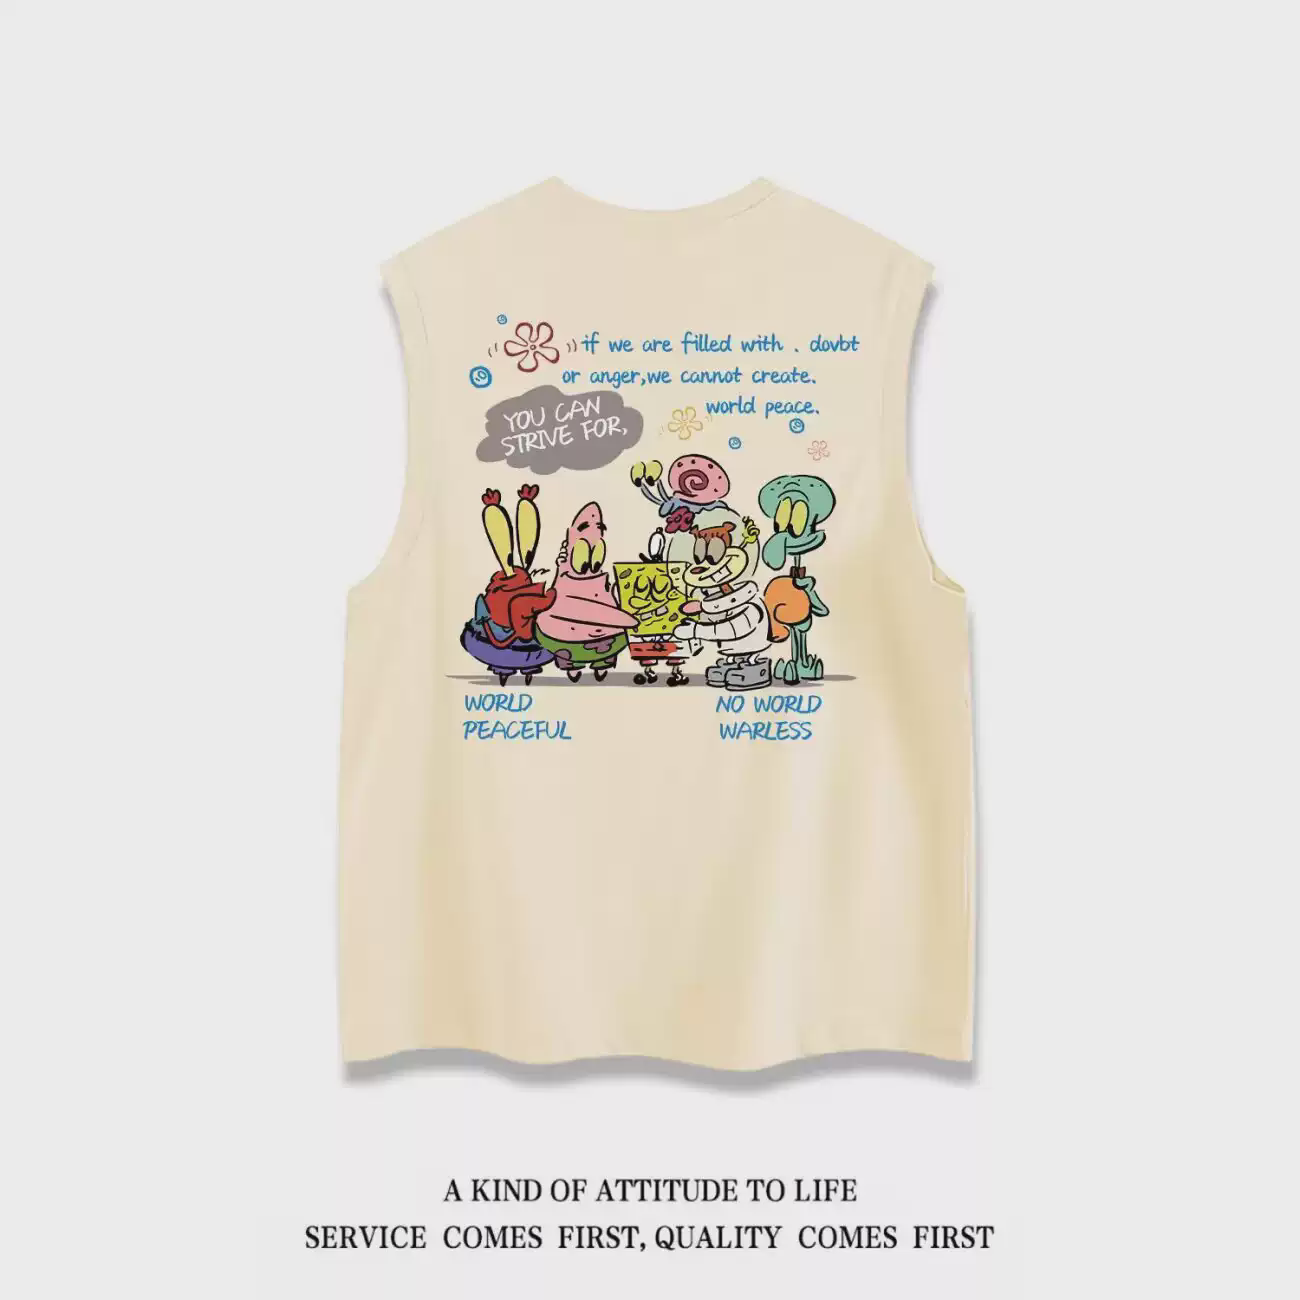 if we are filled with . dovbt
or anger,we cannot create.
world peace.
YOU CAN
STRIVE FOR,
WORLD
PEACEFUL
NO WORLD
WARLESS
A KIND OF ATTITUDE TO LIFE
SERVICE COMES FIRST, QUALITY COMES FIRST